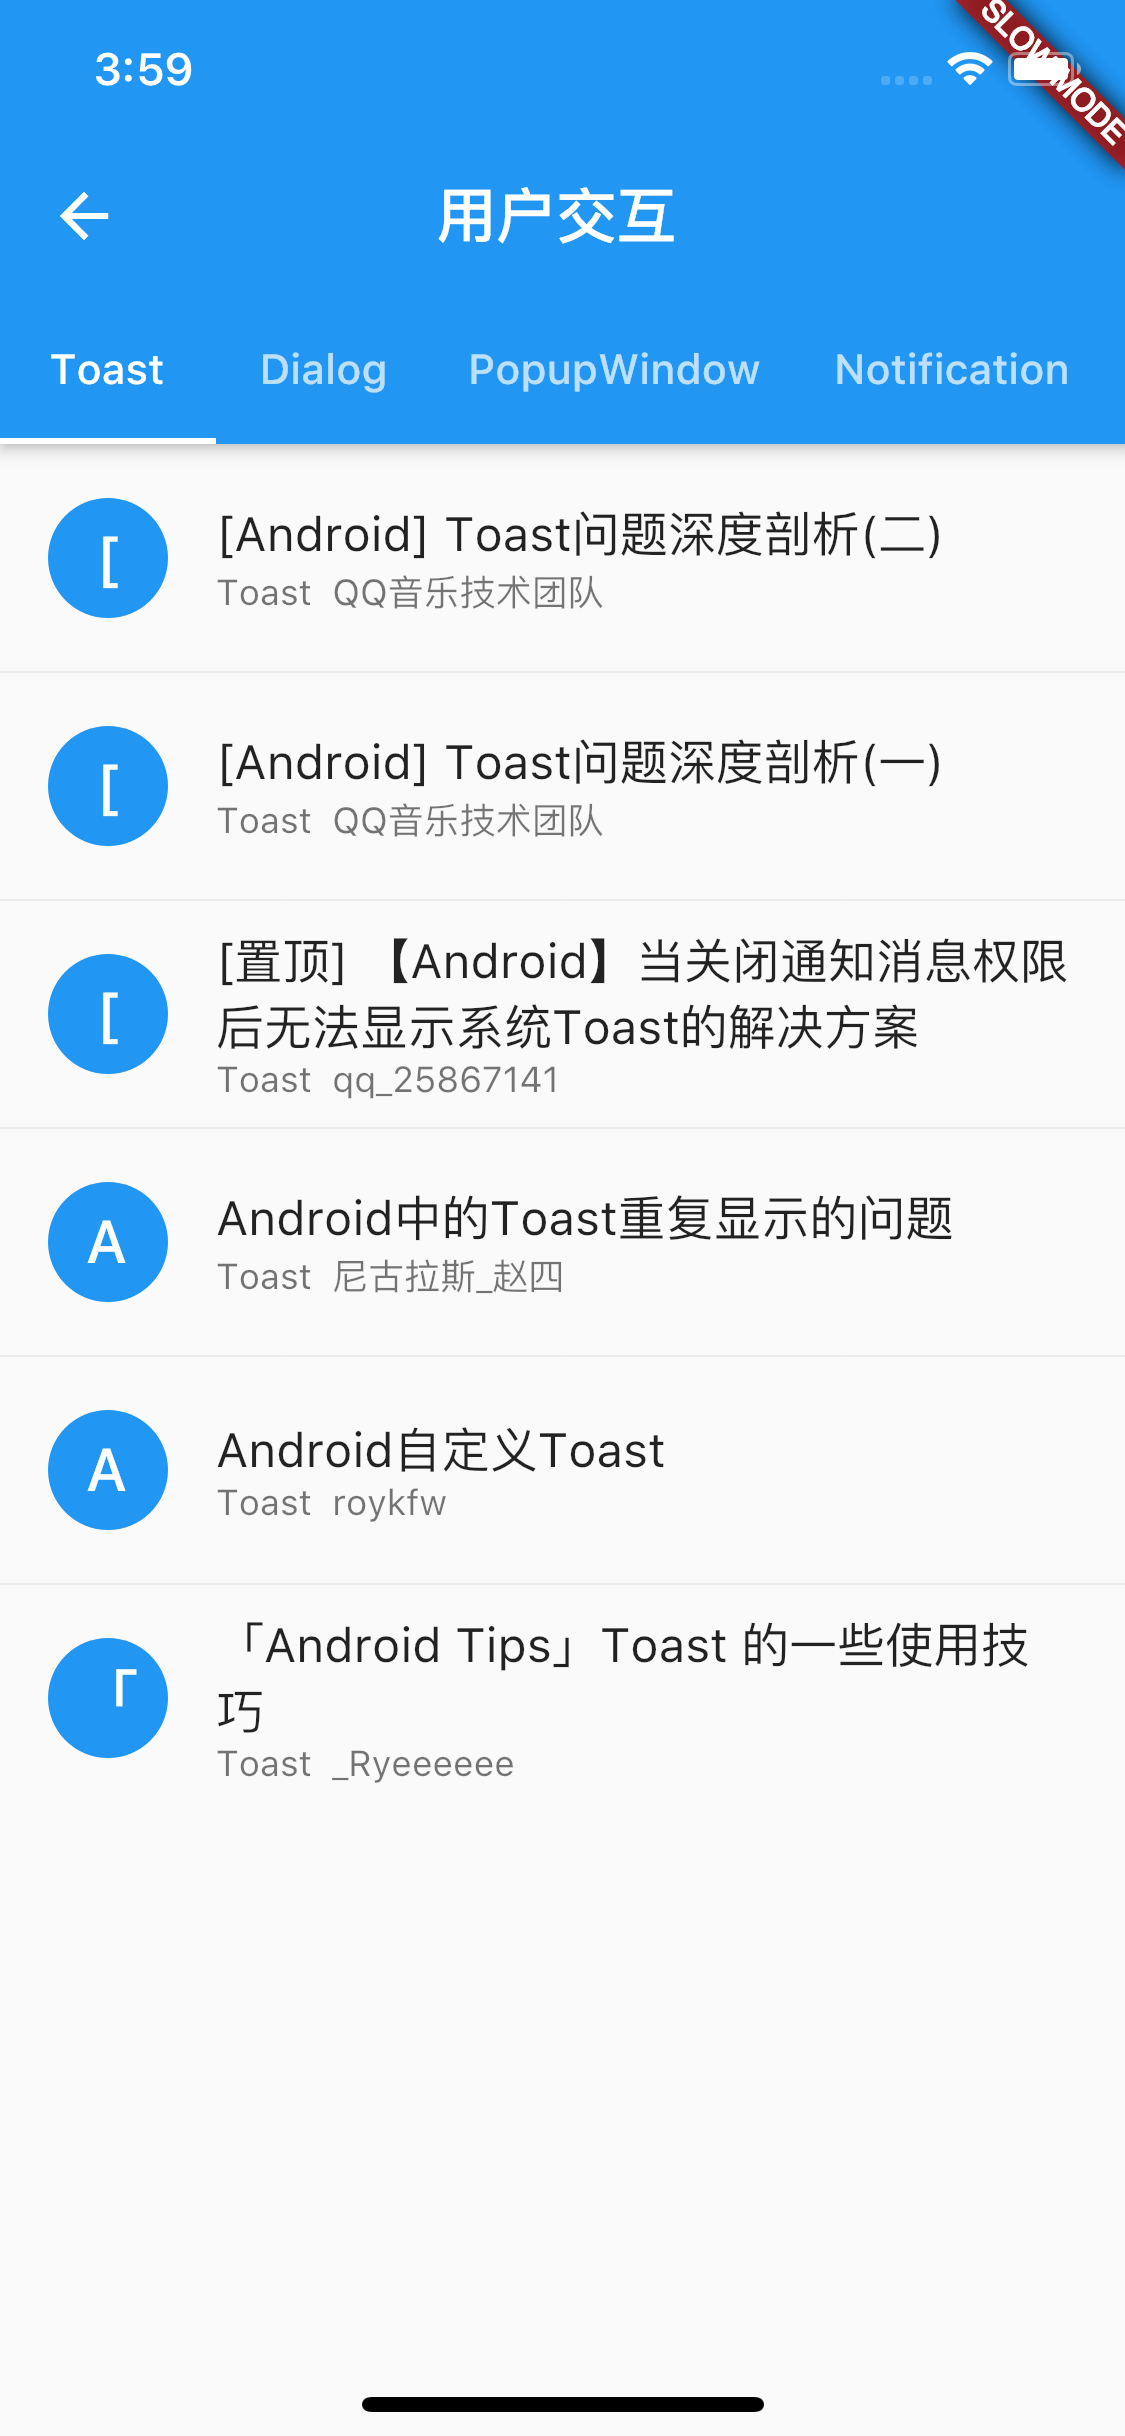 3:59
SLOW MODE
用户交互
Toast Dialog PopupWindow Notification
[
[Android] Toast问题深度剖析(二)
Toast QQ音乐技术团队
[
[Android] Toast问题深度剖析(一)
Toast QQ音乐技术团队
[
[置顶] 【Android】当关闭通知消息权限
后无法显示系统Toast的解决方案
Toast qq_25867141
A
Android中的Toast重复显示的问题
Toast 尼古拉斯_赵四
A
Android自定义Toast
Toast roykfw
「
「Android Tips」Toast 的一些使用技
巧
Toast _Ryeeeeee